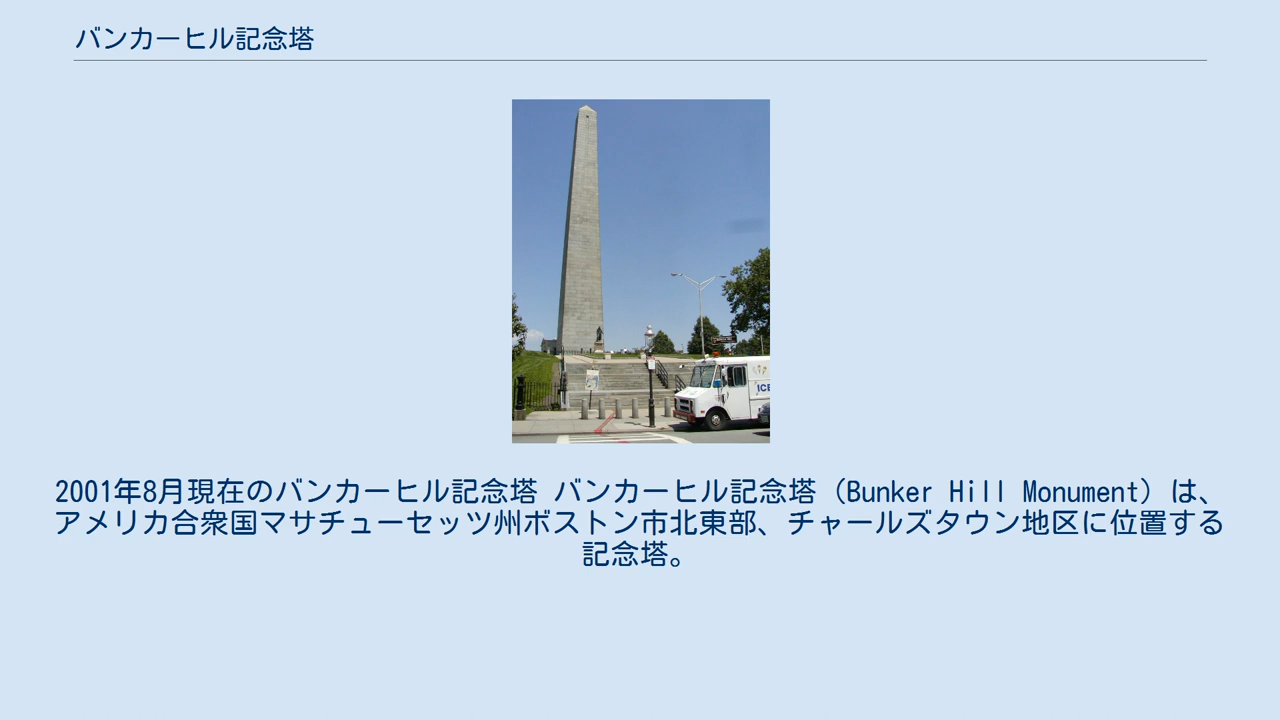 バンカーヒル記念塔
ICE
2001年8月現在のバンカーヒル記念塔 バンカーヒル記念塔（Bunker Hill Monument）は、
アメリカ合衆国マサチューセッツ州ボストン市北東部、チャールズタウン地区に位置する
記念塔。